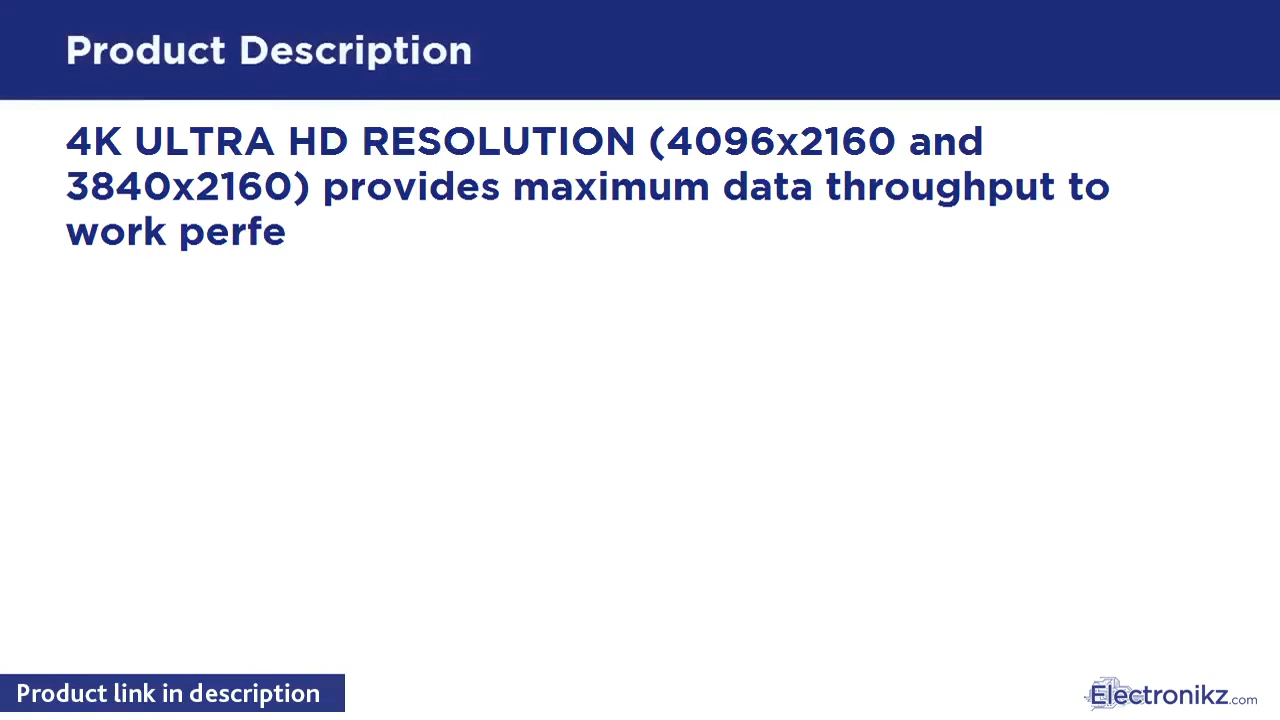 Product Description
4K ULTRA HD RESOLUTION (4096x2160 and
3840x2160) provides maximum data throughput to
work perfe
Product link in description
Electronikz.com